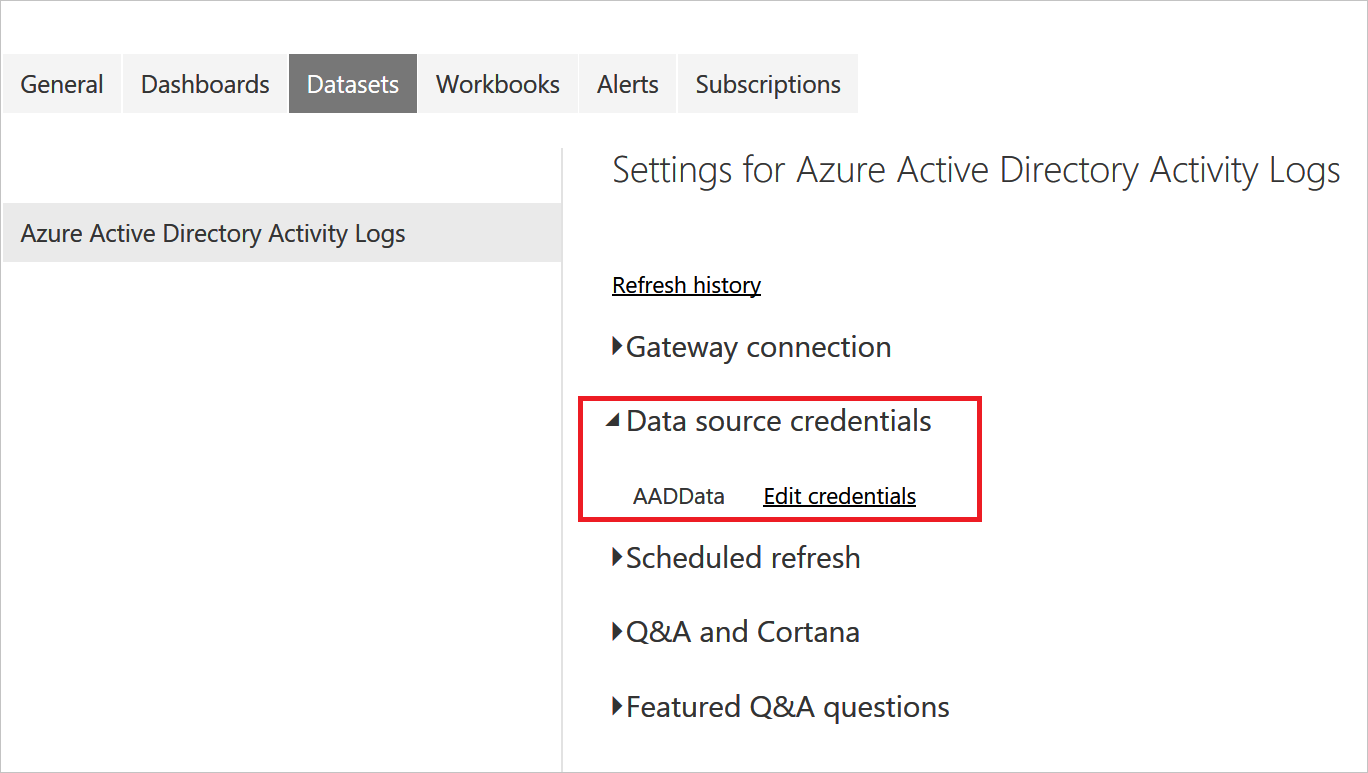 General Dashboards Datasets Workbooks Alerts Subscriptions
Settings for Azure Active Directory Activity Logs
Azure Active Directory Activity Logs
Refresh history
Gateway connection
Data source credentials
AADData Edit credentials
Scheduled refresh
Q&A and Cortana
Featured Q&A questions